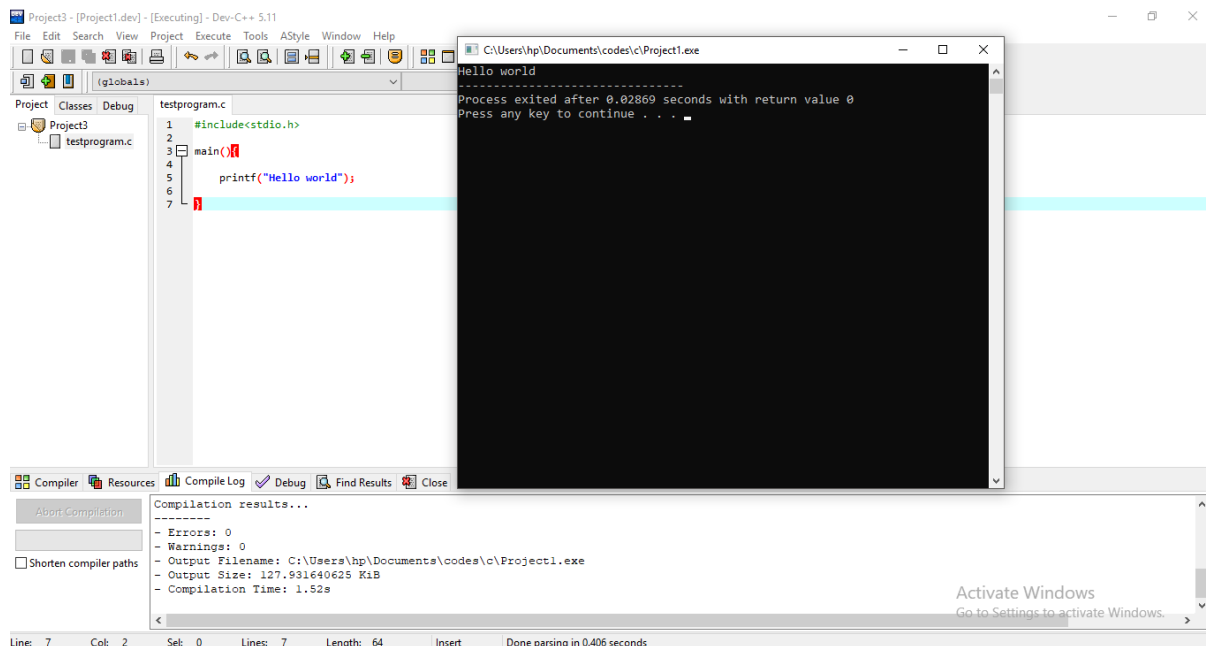 Project3 - [Project1.dev] - [Executing] - Dev-C++ 5.11
File Edit Search View Project Execute Tools AStyle Window Help
(globals)
Project Classes Debug
Project3
testprogram.c
testprogram.c
1 #include<stdio.h>
2
3 main(){
4
5 printf("Hello world");
6
7 }
C:\Users\hp\Documents\codes\c\Project1.exe
Hello world
--------------------------------
Process exited after 0.02869 seconds with return value 0
Press any key to continue . . .
Compiler Resources Compile Log Debug Find Results Close
Abort Compilation
Shorten compiler paths
Compilation results...
--------
- Errors: 0
- Warnings: 0
- Output Filename: C:\Users\hp\Documents\codes\c\Project1.exe
- Output Size: 127.931640625 KiB
- Compilation Time: 1.52s
Activate Windows
Go to Settings to activate Windows.
Line: 7 Col: 2 Sel: 0 Lines: 7 Length: 64 Insert Done parsing in 0.406 seconds